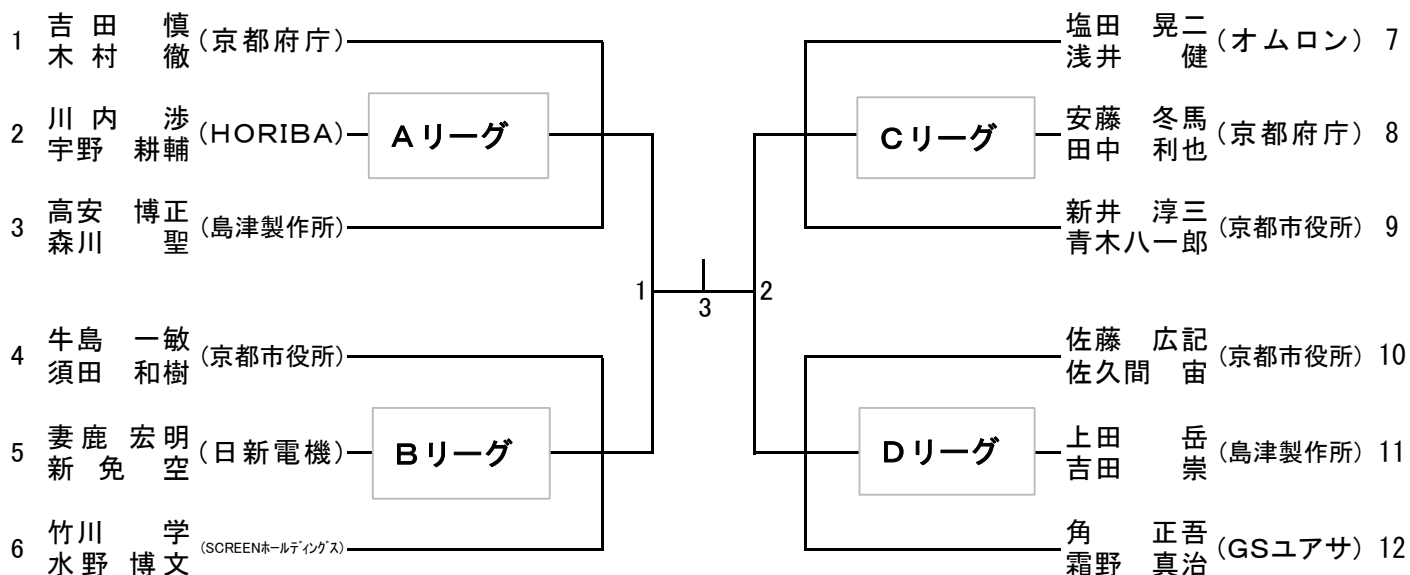 吉田 慎
1 (京都府庁)
木村 徹
川内 渉
2 (HORIBA)
宇野 耕輔
Aリーグ
高安 博正
3 (島津製作所)
森川 聖
牛島 一敏
4 (京都市役所)
須田 和樹
妻鹿 宏明
5 (日新電機)
新免 空
Bリーグ
竹川 学
6 (SCREENホールディングス)
水野 博文
1
3
2
塩田 晃二
(オムロン) 7
浅井 健
Cリーグ
安藤 冬馬
(京都府庁) 8
田中 利也
新井 淳三
(京都市役所) 9
青木八一郎
佐藤 広記
(京都市役所) 10
佐久間 宙
Dリーグ
上田 岳
(島津製作所) 11
吉田 崇
角 正吾
(GSユアサ) 12
霜野 真治